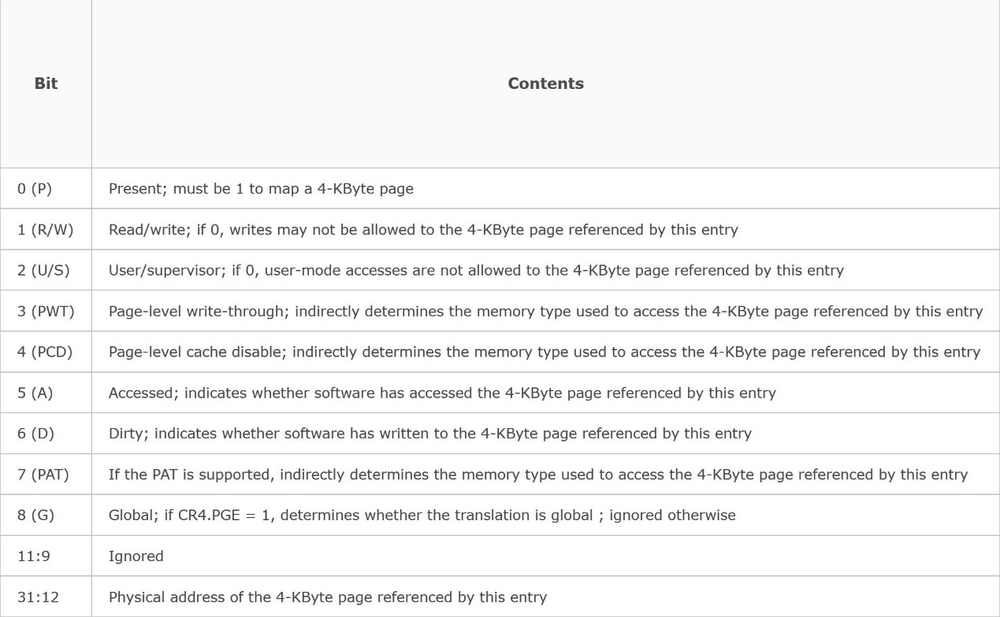 Bit Contents
0 (P) Present; must be 1 to map a 4-KByte page
1 (R/W) Read/write; if 0, writes may not be allowed to the 4-KByte page referenced by this entry
2 (U/S) User/supervisor; if 0, user-mode accesses are not allowed to the 4-KByte page referenced by this entry
3 (PWT) Page-level write-through; indirectly determines the memory type used to access the 4-KByte page referenced by this entry
4 (PCD) Page-level cache disable; indirectly determines the memory type used to access the 4-KByte page referenced by this entry
5 (A) Accessed; indicates whether software has accessed the 4-KByte page referenced by this entry
6 (D) Dirty; indicates whether software has written to the 4-KByte page referenced by this entry
7 (PAT) If the PAT is supported, indirectly determines the memory type used to access the 4-KByte page referenced by this entry
8 (G) Global; if CR4.PGE = 1, determines whether the translation is global ; ignored otherwise
11:9 Ignored
31:12 Physical address of the 4-KByte page referenced by this entry